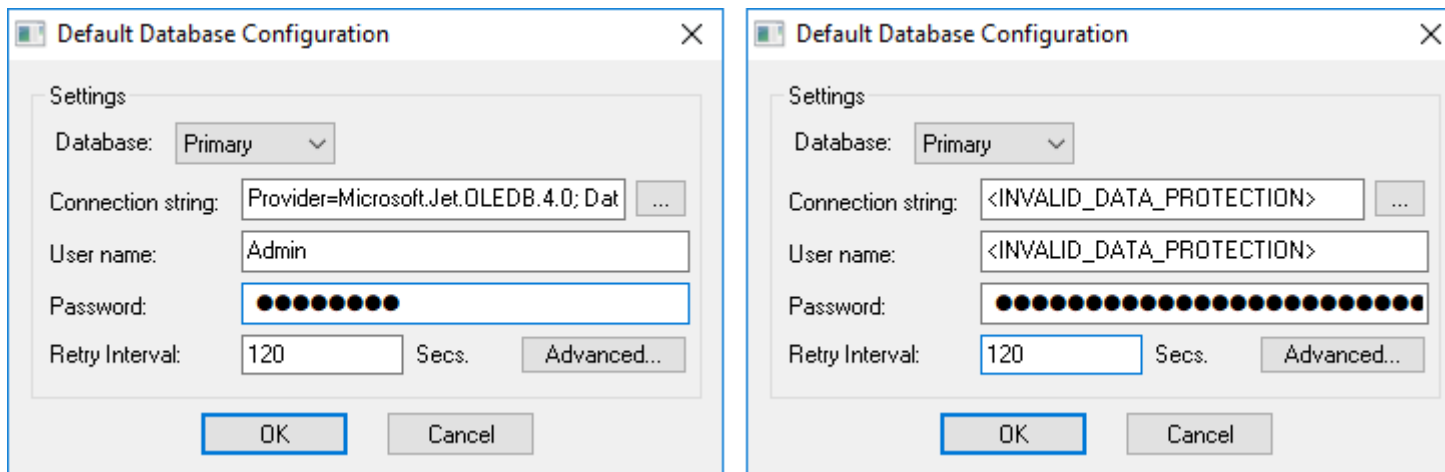 Default Database Configuration
Settings
Database: Primary
Connection string: Provider=Microsoft.Jet.OLEDB.4.0; Dat ...
User name: Admin
Password: ●●●●●●●●
Retry Interval: 120 Secs. Advanced...
OK Cancel
Default Database Configuration
Settings
Database: Primary
Connection string: <INVALID_DATA_PROTECTION> ...
User name: <INVALID_DATA_PROTECTION>
Password: ●●●●●●●●●●●●●●●●●●●●●●●●
Retry Interval: 120 Secs. Advanced...
OK Cancel